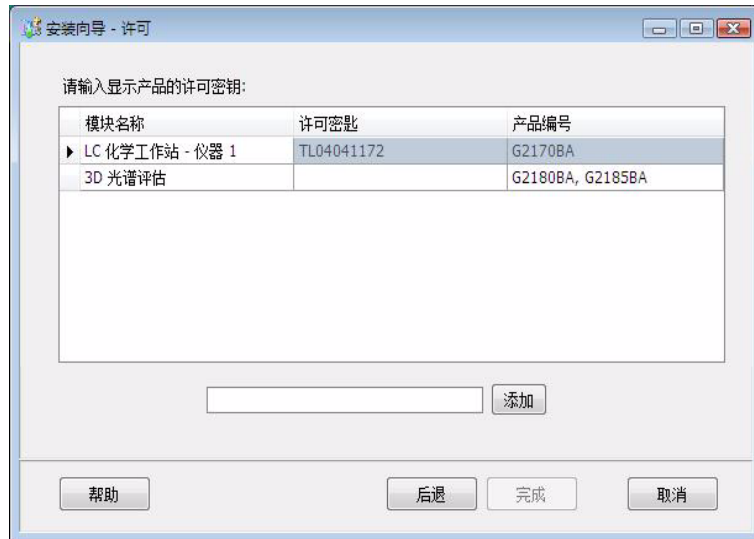 安装向导 - 许可
请输入显示产品的许可密钥:
模块名称 许可密匙 产品编号
LC 化学工作站 - 仪器 1 TL04041172 G2170BA
3D 光谱评估 G2180BA, G2185BA
添加
帮助 后退 完成 取消